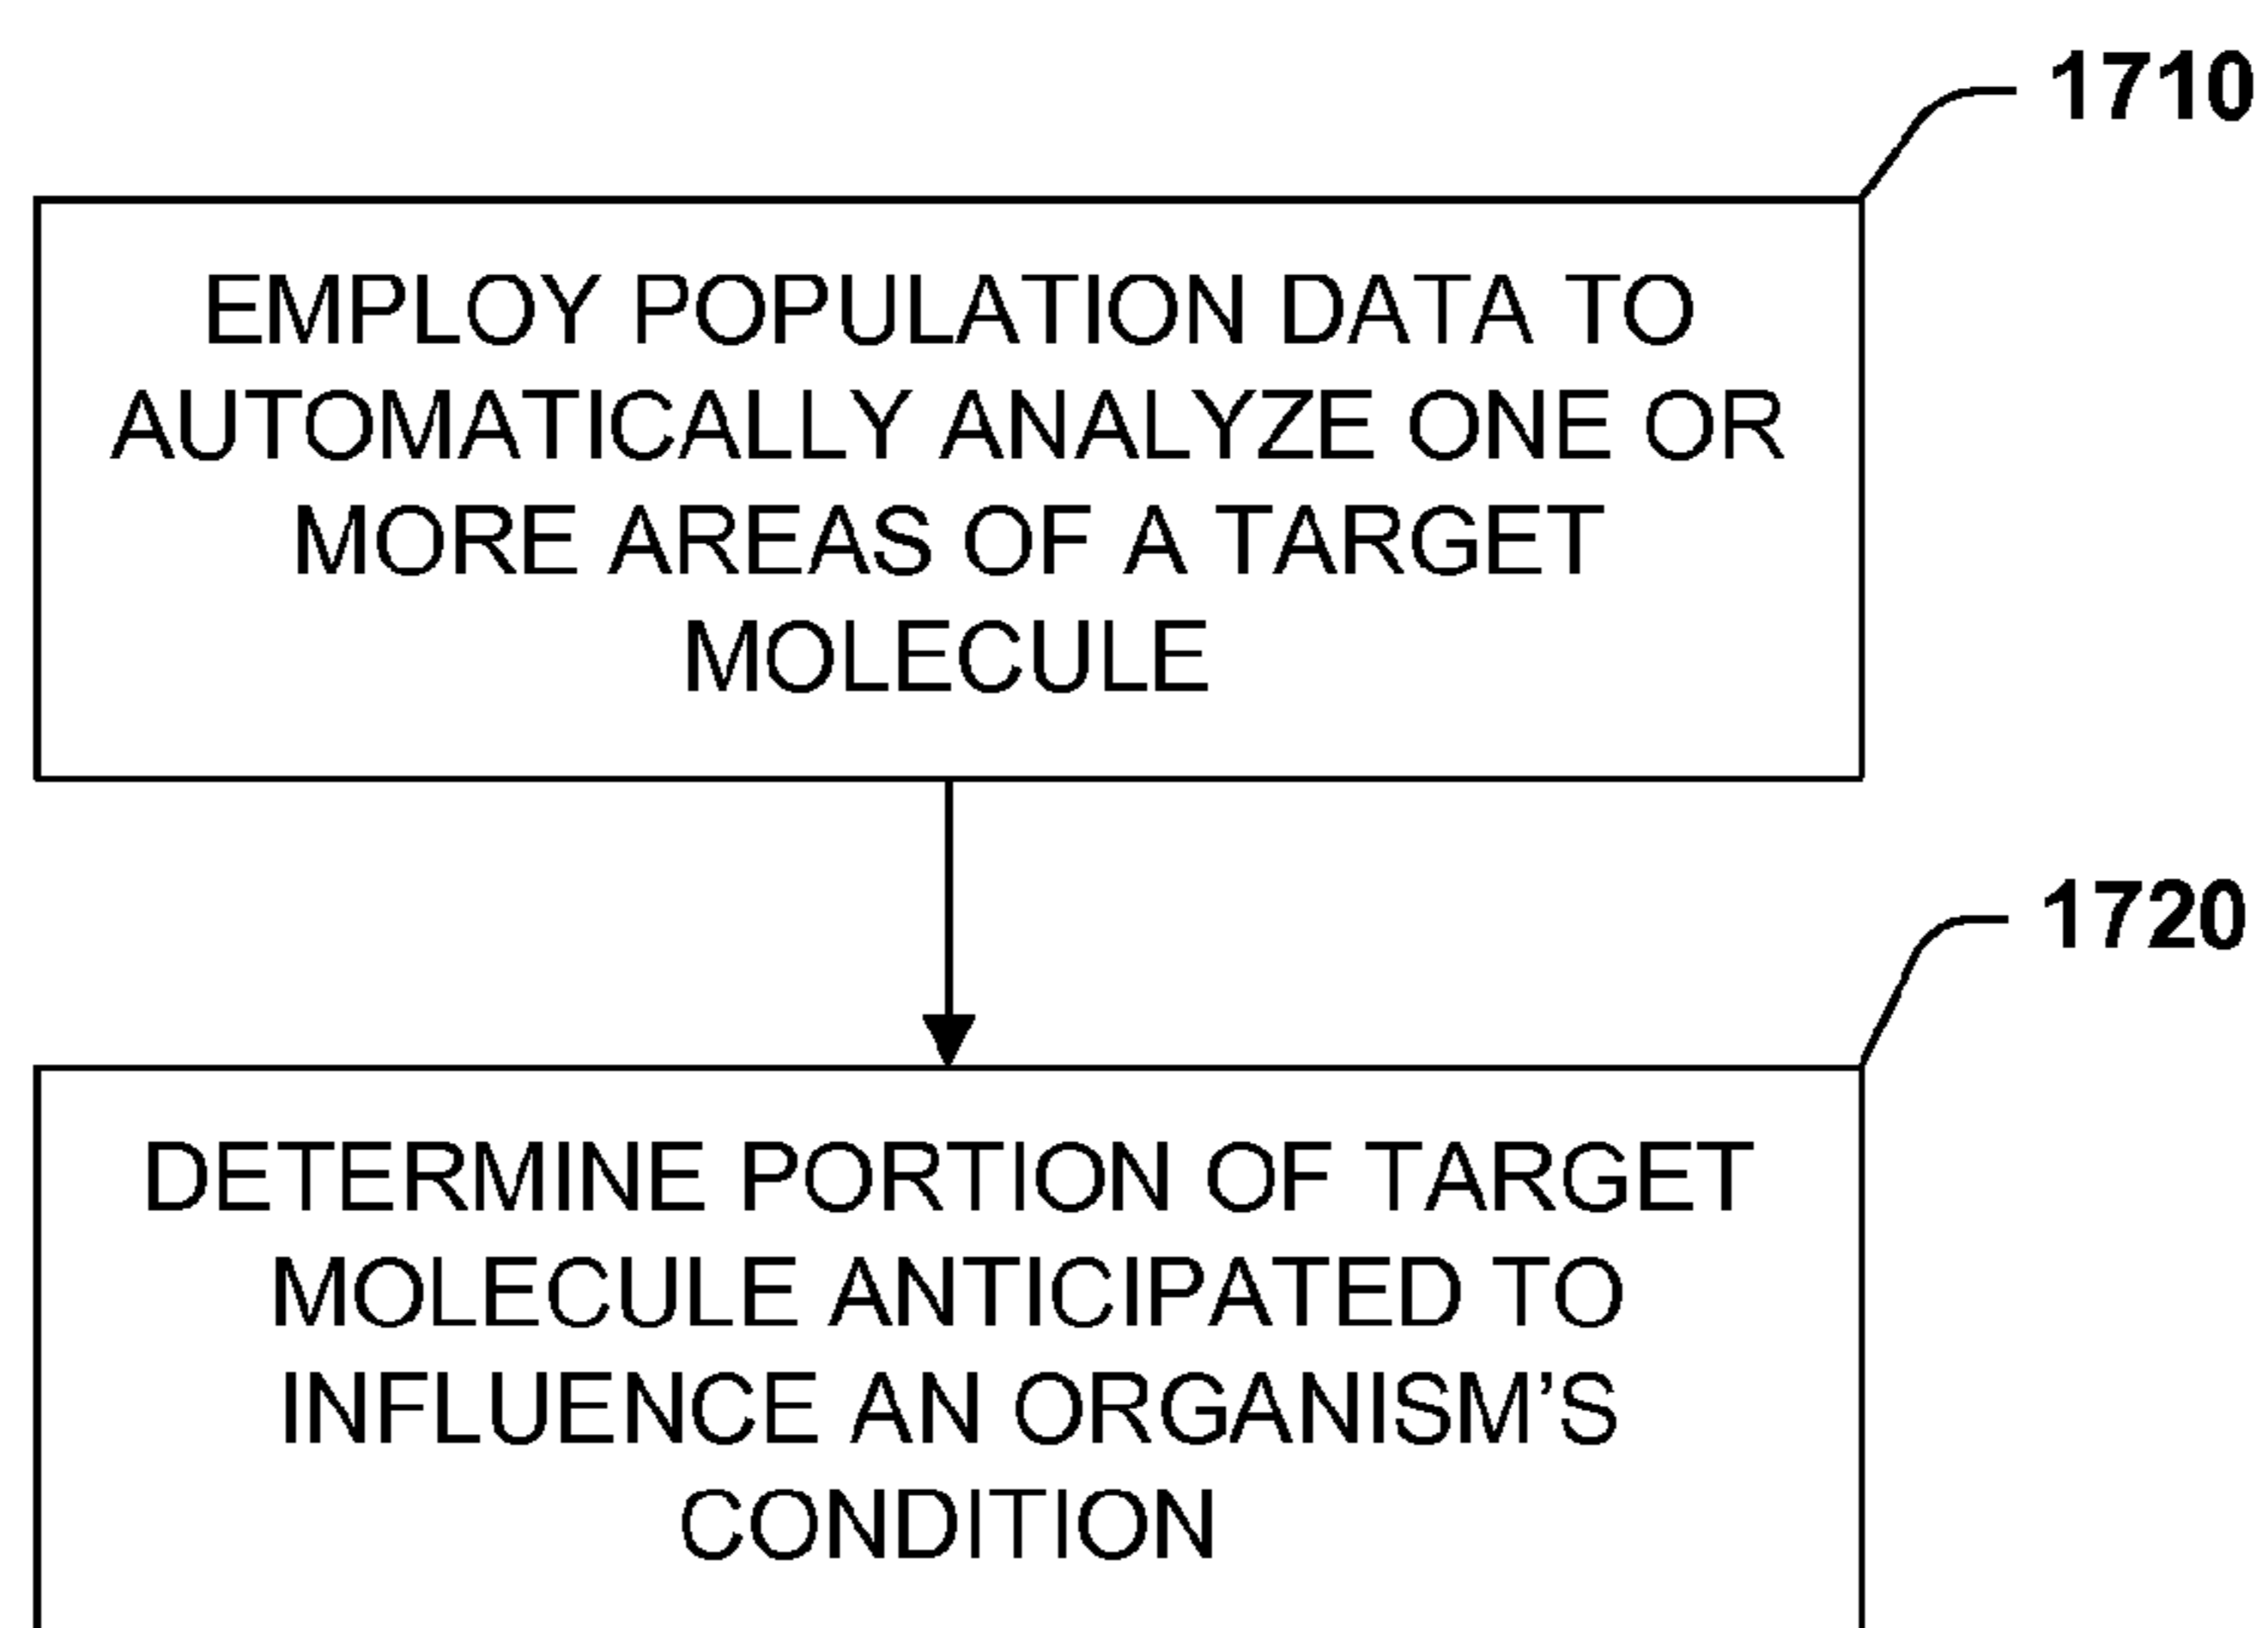 1710
EMPLOY POPULATION DATA TO
AUTOMATICALLY ANALYZE ONE OR
MORE AREAS OF A TARGET
MOLECULE
1720
DETERMINE PORTION OF TARGET
MOLECULE ANTICIPATED TO
INFLUENCE AN ORGANISM’S
CONDITION